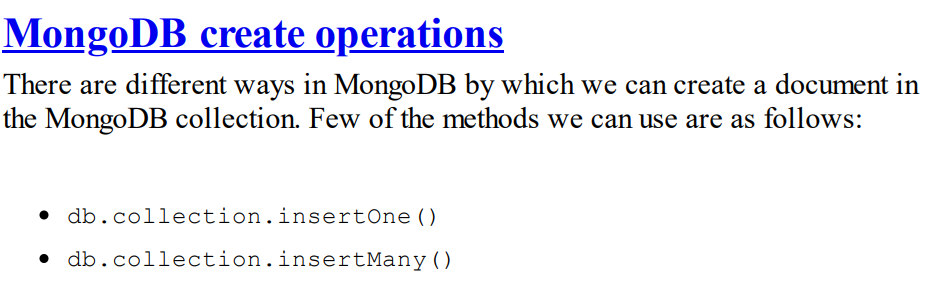 MongoDB create operations
There are different ways in MongoDB by which we can create a document in
the MongoDB collection. Few of the methods we can use are as follows:
• db.collection.insertOne()
• db.collection.insertMany()